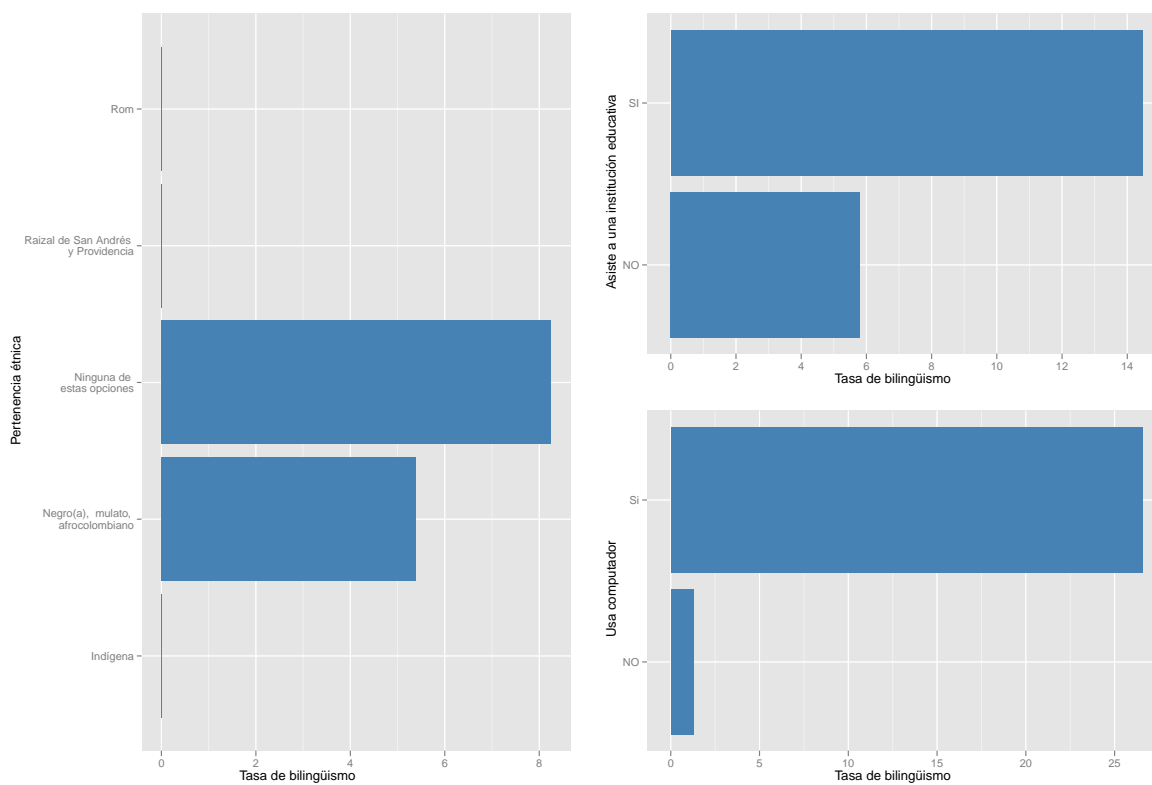 Pertenencia étnica
Rom
Raizal de San Andrés
y Providencia
Ninguna de
estas opciones
Negro(a), mulato,
afrocolombiano
Indígena
0 2 4 6 8
Tasa de bilingüismo
Asiste a una institución educativa
SI
NO
0 2 4 6 8 10 12 14
Tasa de bilingüismo
Usa computador
Si
NO
0 5 10 15 20 25
Tasa de bilingüismo